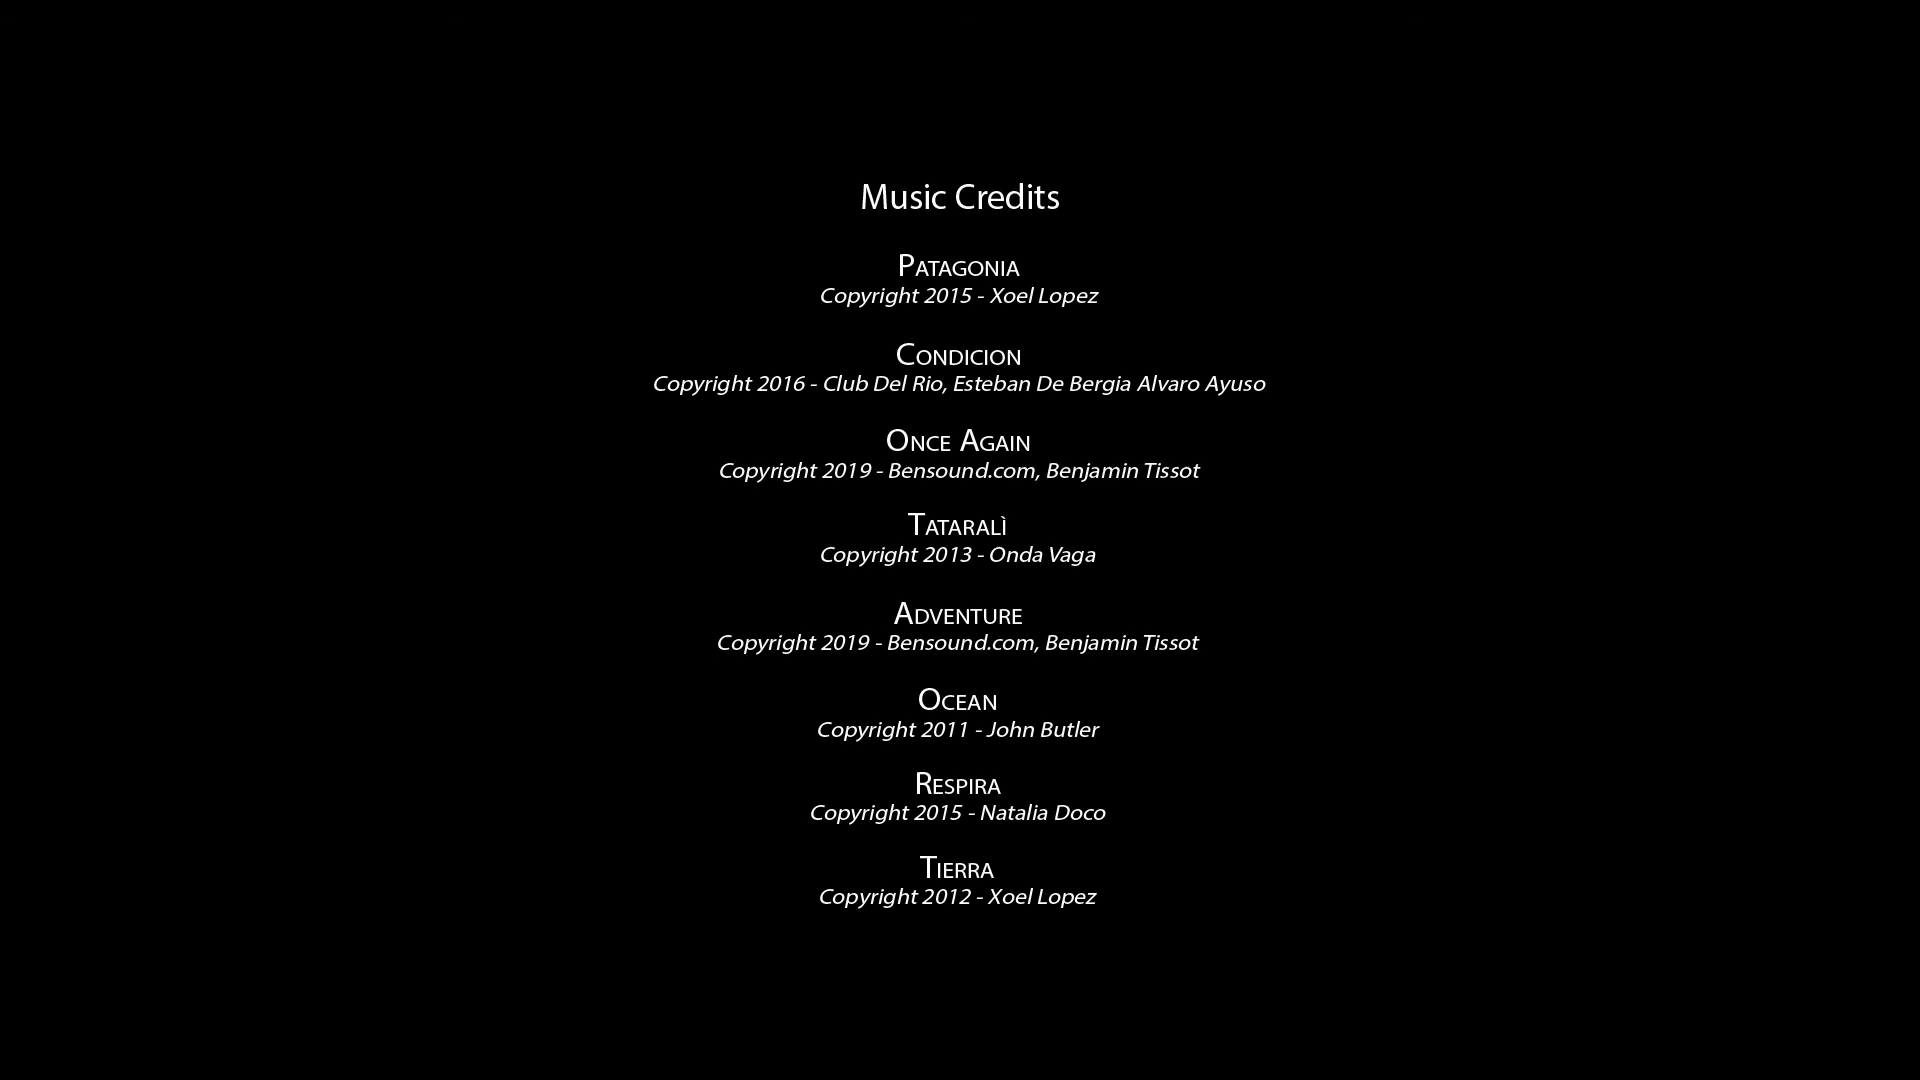 Music Credits
Patagonia
Copyright 2015 - Xoel Lopez
Condicion
Copyright 2016 - Club Del Rio, Esteban De Bergia Alvaro Ayuso
Once Again
Copyright 2019 - Bensound.com, Benjamin Tissot
Tataralì
Copyright 2013 - Onda Vaga
Adventure
Copyright 2019 - Bensound.com, Benjamin Tissot
Ocean
Copyright 2011 - John Butler
Respira
Copyright 2015 - Natalia Doco
Tierra
Copyright 2012 - Xoel Lopez